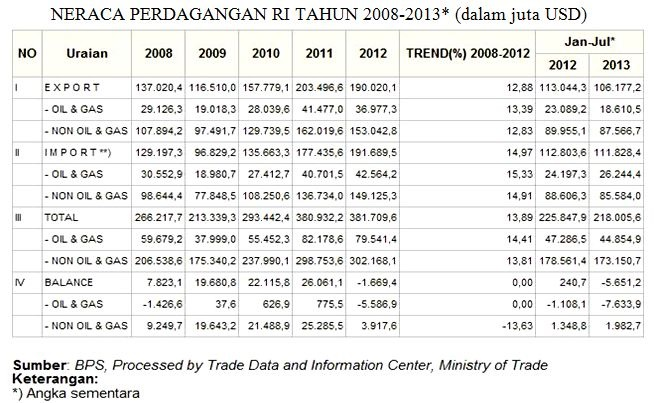 NERACA PERDAGANGAN RI TAHUN 2008-2013* (dalam juta USD)
NO Uraian 2008 2009 2010 2011 2012 TREND(%) 2008-2012 Jan-Jul*
2012 2013
I E X P O R T 137.020,4 116.510,0 157.779,1 203.496,6 190.020,1 12,88 113.044,3 106.177,2
- OIL & GAS 29.126,3 19.018,3 28.039,6 41.477,0 36.977,3 13,39 23.089,2 18.610,5
- NON OIL & GAS 107.894,2 97.491,7 129.739,5 162.019,6 153.042,8 12,83 89.955,1 87.566,7
II I M P O R T **) 129.197,3 96.829,2 135.663,3 177.435,6 191.689,5 14,97 112.803,6 111.828,4
- OIL & GAS 30.552,9 18.980,7 27.412,7 40.701,5 42.564,2 15,33 24.197,3 26.244,4
- NON OIL & GAS 98.644,4 77.848,5 108.250,6 136.734,0 149.125,3 14,91 88.606,3 85.584,0
III TOTAL 266.217,7 213.339,3 293.442,4 380.932,2 381.709,6 13,89 225.847,9 218.005,6
- OIL & GAS 59.679,2 37.999,0 55.452,3 82.178,6 79.541,4 14,41 47.286,5 44.854,9
- NON OIL & GAS 206.538,6 175.340,2 237.990,1 298.753,6 302.168,1 13,81 178.561,4 173.150,7
IV BALANCE 7.823,1 19.680,8 22.115,8 26.061,1 -1.669,4 0,00 240,7 -5.651,2
- OIL & GAS -1.426,6 37,6 626,9 775,5 -5.586,9 0,00 -1.108,1 -7.633,9
- NON OIL & GAS 9.249,7 19.643,2 21.488,9 25.285,5 3.917,6 -13,63 1.348,8 1.982,7
Sumber: BPS, Processed by Trade Data and Information Center, Ministry of Trade
Keterangan:
*) Angka sementara